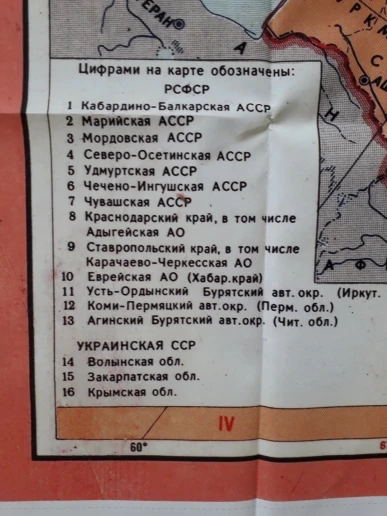 ТЕГЕРАН
Т У Р К М
А
С
Н
А Ф
Цифрами на карте обозначены:
РСФСР
1 Кабардино-Балкарская АССР
2 Марийская АССР
3 Мордовская АССР
4 Северо-Осетинская АССР
5 Удмуртская АССР
6 Чечено-Ингушская АССР
7 Чувашская АССР
8 Краснодарский край, в том числе
Адыгейская АО
9 Ставропольский край, в том числе
Карачаево-Черкесская АО
10 Еврейская АО (Хабар.край)
11 Усть-Ордынский Бурятский авт.окр. (Иркут.
12 Коми-Пермяцкий авт.окр. (Перм. обл.)
13 Агинский Бурятский авт.окр. (Чит. обл.)
УКРАИНСКАЯ ССР
14 Волынская обл.
15 Закарпатская обл.
16 Крымская обл.
IV
60°